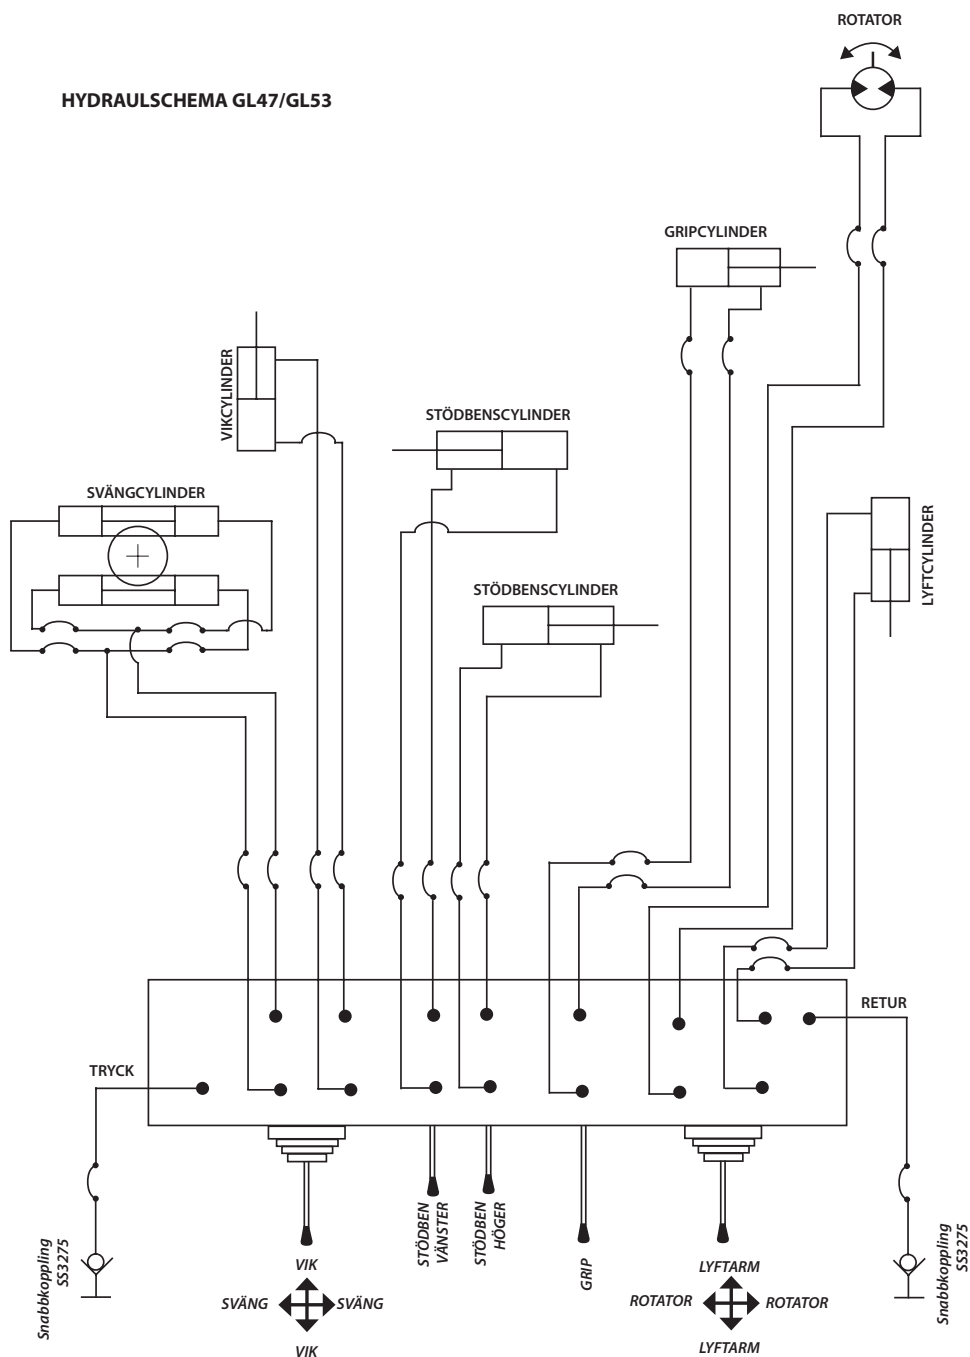 ROTATOR
HYDRAULSCHEMA GL47/GL53
GRIPCYLINDER
VIKCYLINDER
STÖDBENSCYLINDER
SVÄNGCYLINDER
LYFTCYLINDER
STÖDBENSCYLINDER
RETUR
TRYCK
STÖDBEN
VÄNSTER
STÖDBEN
HÖGER
GRIP
Snabbkoppling
SS3275
VIK
SVÄNG
SVÄNG
VIK
LYFTARM
ROTATOR
ROTATOR
LYFTARM
Snabbkoppling
SS3275